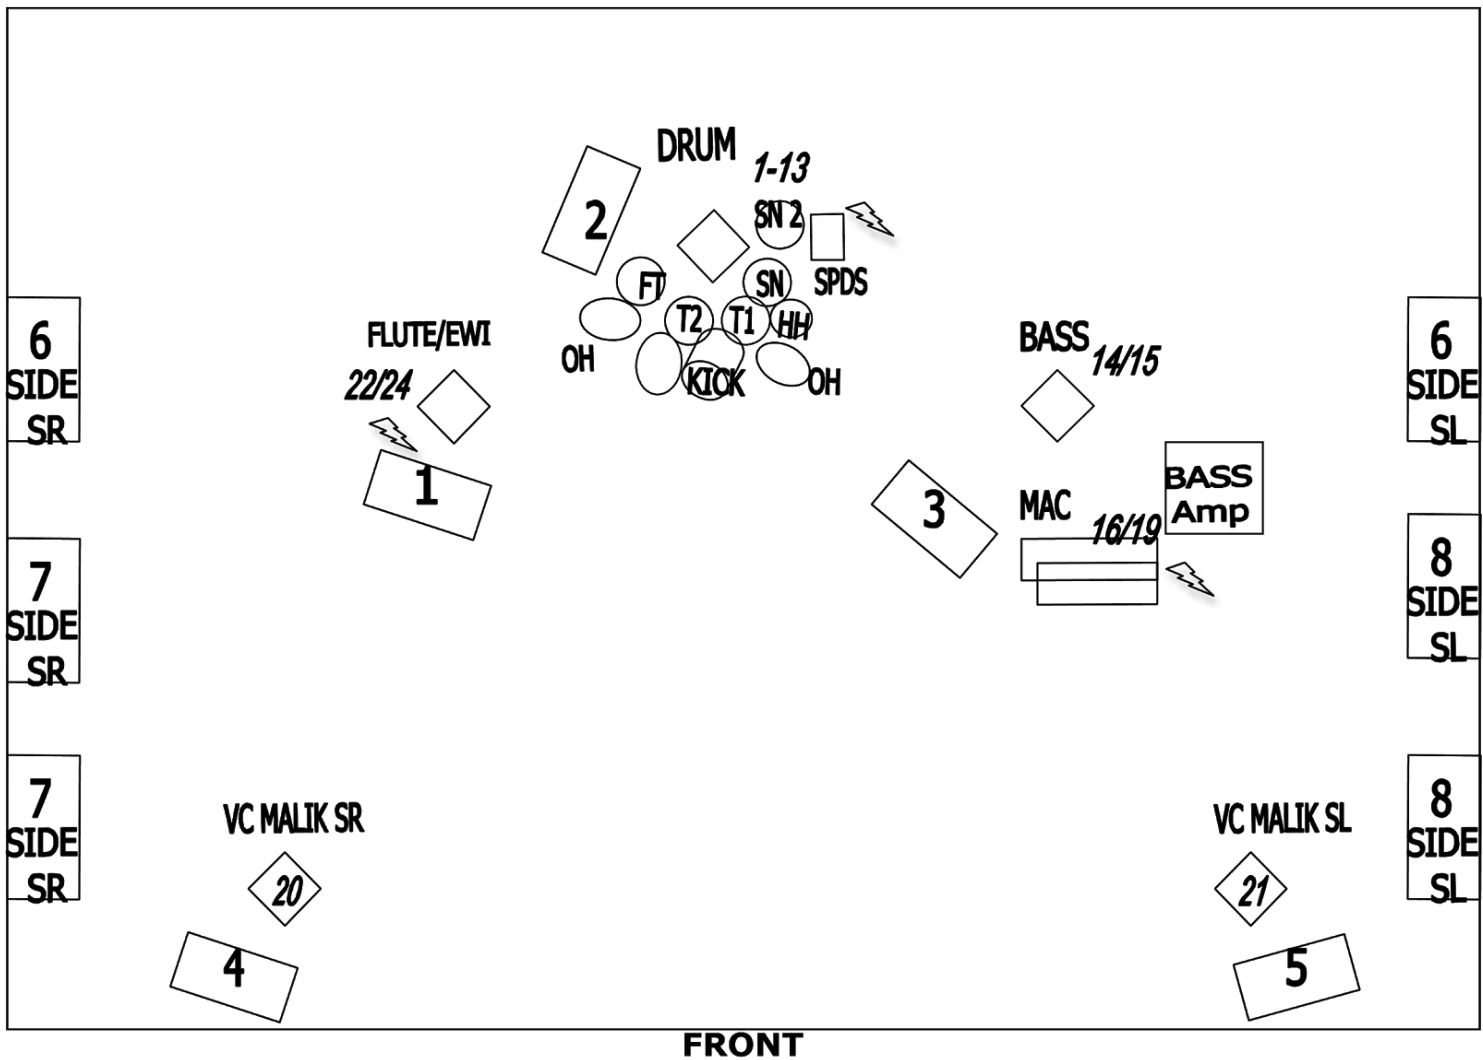 DRUM
1-13
2
SN 2
FT
SN
SPDS
T2
T1
HH
OH
KICK
OH
6
SIDE
SR
FLUTE/EWI
22/24
1
BASS
14/15
6
SIDE
SL
3
MAC
16/19
BASS
Amp
7
SIDE
SR
8
SIDE
SL
7
SIDE
SR
VC MALIK SR
20
4
VC MALIK SL
21
5
8
SIDE
SL
FRONT